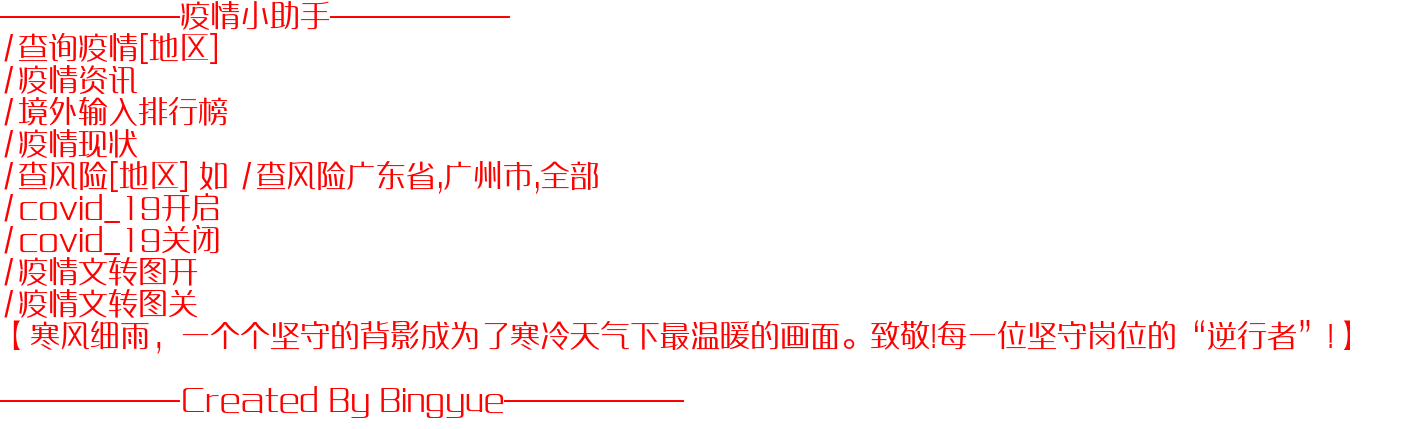 ——————疫情小助手——————
/查询疫情[地区]
/疫情资讯
/境外输入排行榜
/疫情现状
/查风险[地区] 如 /查风险广东省,广州市,全部
/covid_19开启
/covid_19关闭
/疫情文转图开
/疫情文转图关
【寒风细雨，一个个坚守的背影成为了寒冷天气下最温暖的画面。致敬!每一位坚守岗位的“逆行者”!】
——————Created By Bingyue——————